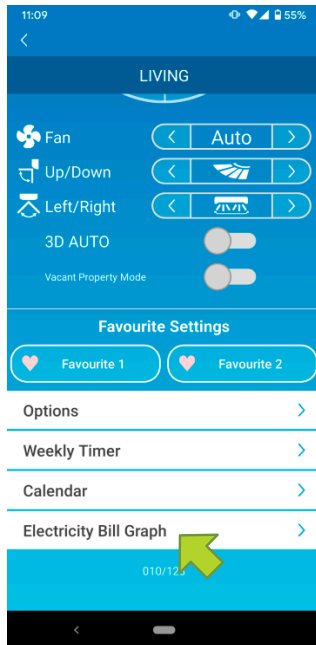 11:09 55%
LIVING
Fan Auto
Up/Down
Left/Right
3D AUTO
Vacant Property Mode
Favourite Settings
Favourite 1 Favourite 2
Options
Weekly Timer
Calendar
Electricity Bill Graph